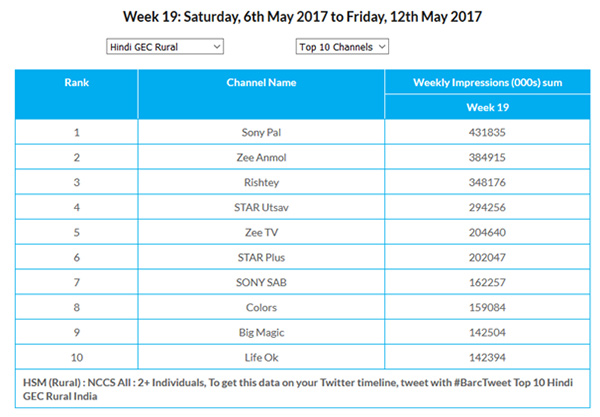 Week 19: Saturday, 6th May 2017 to Friday, 12th May 2017
Hindi GEC Rural Top 10 Channels
Rank Channel Name Weekly Impressions (000s) sum
Week 19
1 Sony Pal 431835
2 Zee Anmol 384915
3 Rishtey 348176
4 STAR Utsav 294256
5 Zee TV 204640
6 STAR Plus 202047
7 SONY SAB 162257
8 Colors 159084
9 Big Magic 142504
10 Life Ok 142394
HSM (Rural) : NCCS All : 2+ Individuals, To get this data on your Twitter timeline, tweet with #BarcTweet Top 10 Hindi
GEC Rural India